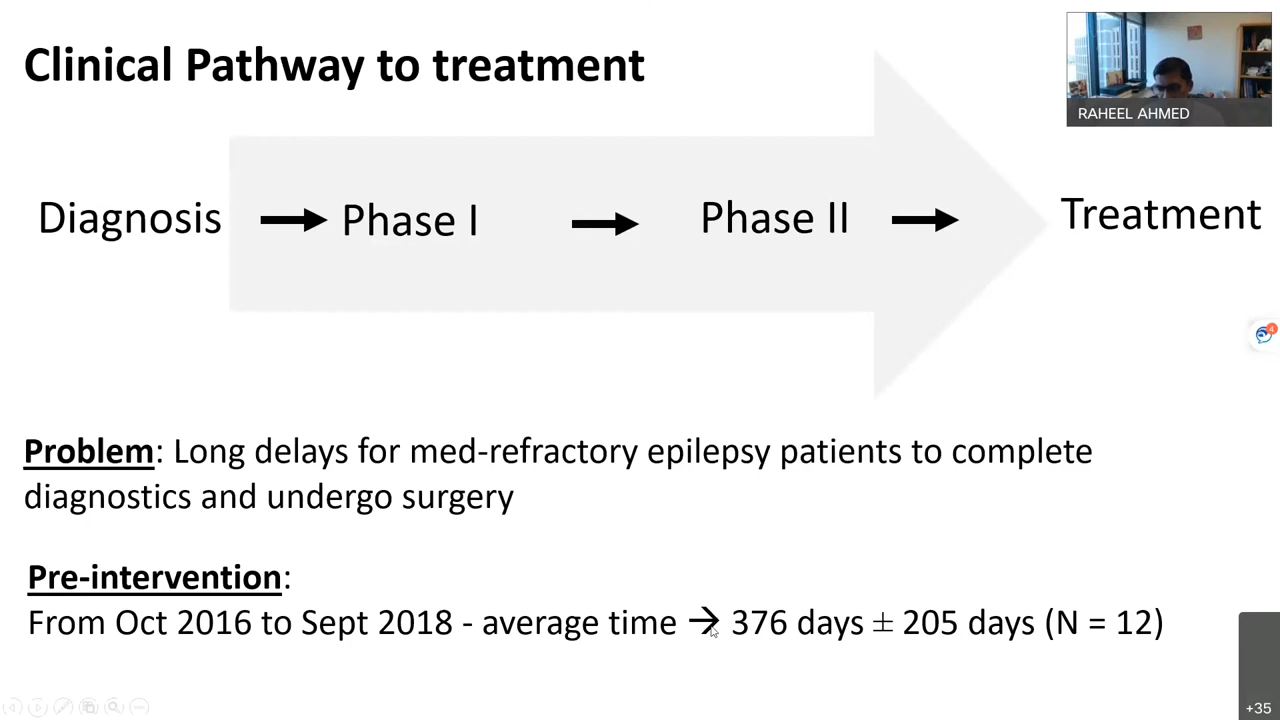 Clinical Pathway to treatment
RAHEEL AHMED
Diagnosis → Phase I → Phase II → Treatment
4
Problem: Long delays for med-refractory epilepsy patients to complete
diagnostics and undergo surgery
Pre-intervention:
From Oct 2016 to Sept 2018 - average time → 376 days ± 205 days (N = 12)
+35